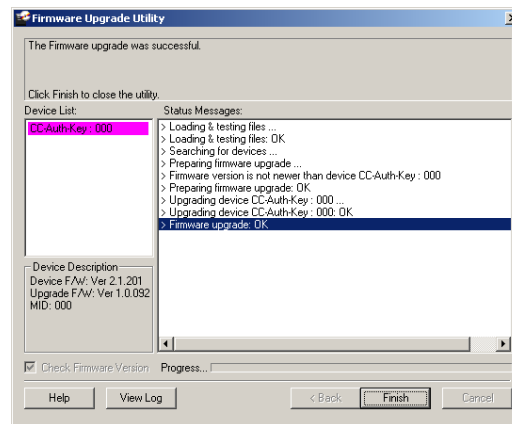 Firmware Upgrade Utility
The Firmware upgrade was successful.
Click Finish to close the utility.
Device List:
Status Messages:
CC-Auth-Key : 000
> Loading & testing files ...
> Loading & testing files: OK
> Searching for devices ...
> Preparing firmware upgrade ...
> Firmware version is not newer than device CC-Auth-Key : 000
> Preparing firmware upgrade: OK
> Upgrading device CC-Auth-Key : 000 ...
> Upgrading device CC-Auth-Key : 000: OK
> Firmware upgrade: OK
Device Description
Device F/W: Ver 2.1.201
Upgrade F/W: Ver 1.0.092
MID: 000
Check Firmware Version
Progress...
Help
View Log
< Back
Finish
Cancel